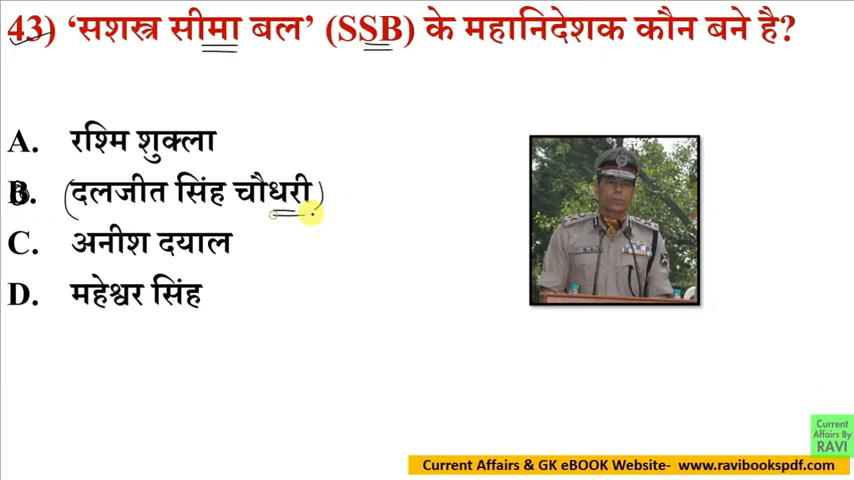 43) 'सशस्त्र सीमा बल' (SSB) के महानिदेशक कौन बने है?
A. रश्मि शुक्ला
B. दलजीत सिंह चौधरी
C. अनीश दयाल
D. महेश्वर सिंह
Current
Affairs By
RAVI
Current Affairs & GK eBOOK Website- www.ravibookspdf.com